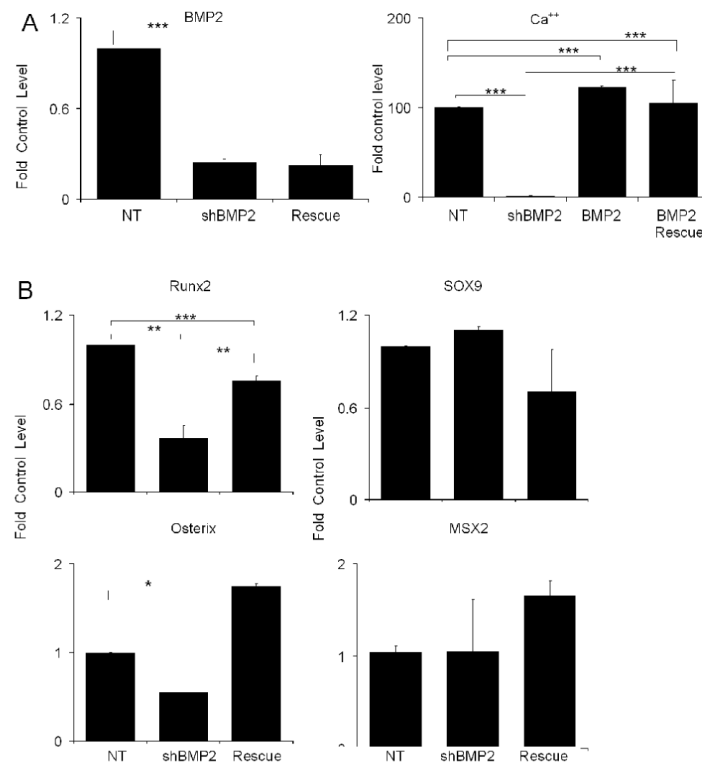 A
BMP2
Fold Control Level
1.2
0.6
0
***
NT shBMP2 Rescue
Ca++
Fold control level
200
100
0
***
***
***
***
NT shBMP2 BMP2 BMP2
Rescue
B
Runx2
Fold Control Level
1.2
0.6
0
***
**
**
SOX9
Fold Control Level
1.2
0.6
0
Osterix
2
1
0
*
NT shBMP2 Rescue
MSX2
2
1
NT shBMP2 Rescue